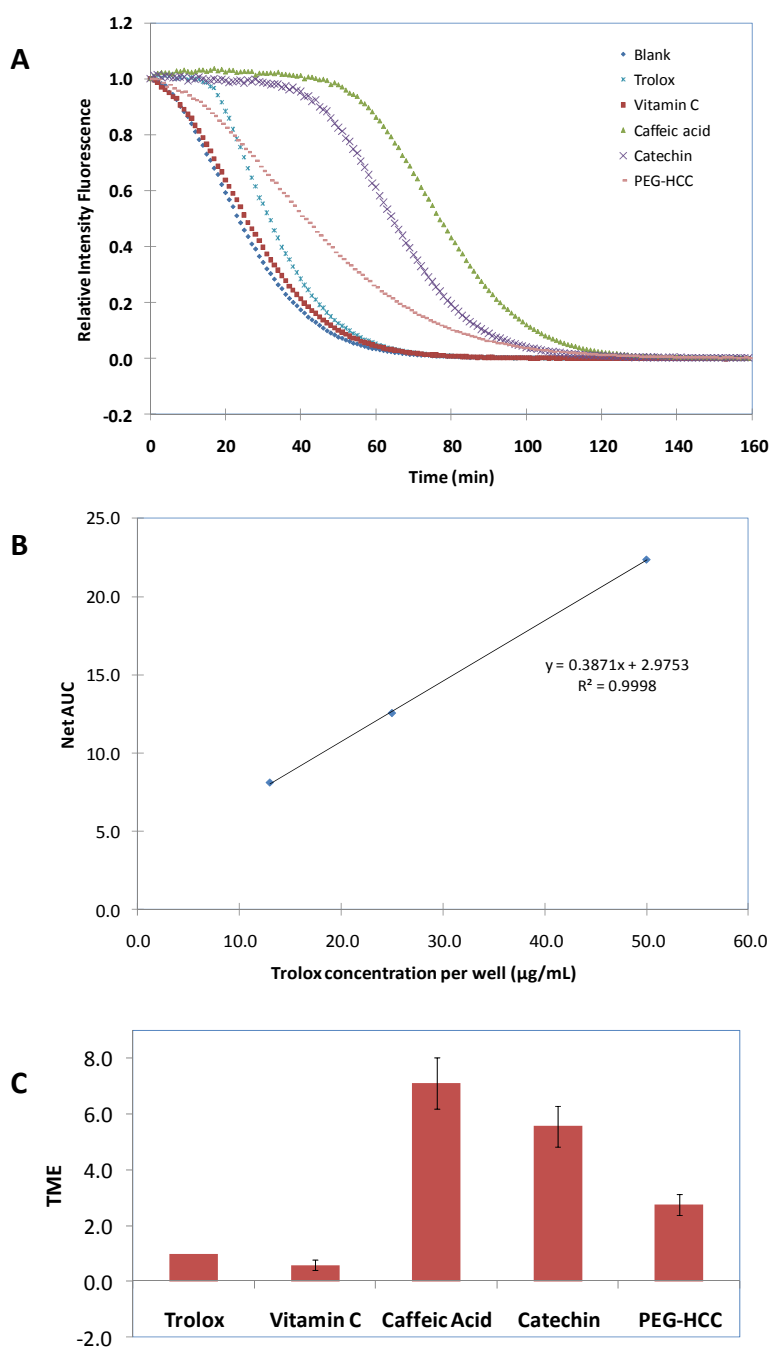 A
1.2
1.0
0.8
0.6
0.4
0.2
0.0
-0.2
Relative Intensity Fluorescence
Blank
Trolox
Vitamin C
Caffeic acid
Catechin
PEG-HCC
0 20 40 60 80 100 120 140 160
Time (min)
B
25.0
20.0
15.0
10.0
5.0
0.0
Net AUC
y = 0.3871x + 2.9753
R² = 0.9998
0.0 10.0 20.0 30.0 40.0 50.0 60.0
Trolox concentration per well (µg/mL)
C
8.0
6.0
4.0
2.0
0.0
-2.0
TME
Trolox Vitamin C Caffeic Acid Catechin PEG-HCC